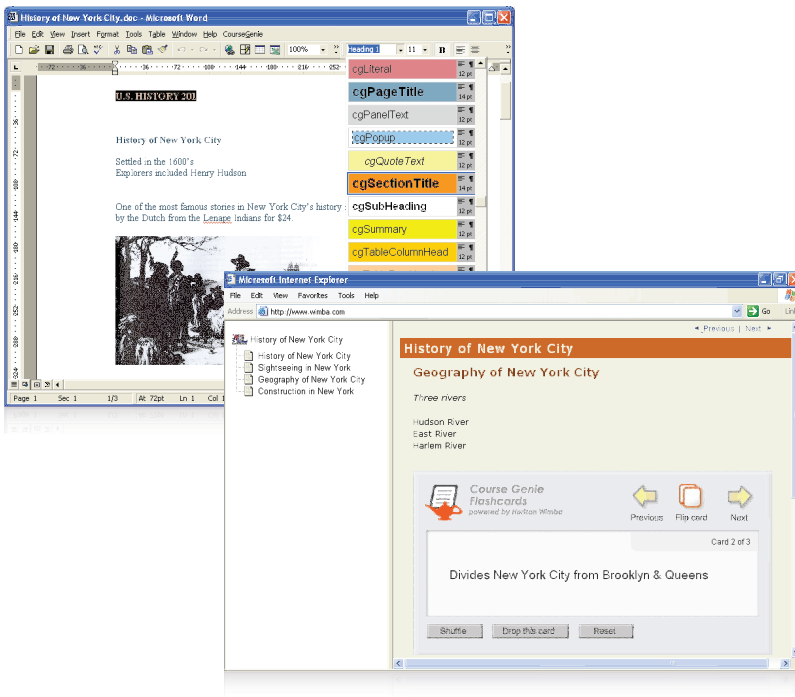 History of New York City.doc - Microsoft Word
File Edit View Insert Format Tools Table Window Help CourseGenie
100% Heading 1 11 B
U.S. HISTORY 201
History of New York City
Settled in the 1600's
Explorers included Henry Hudson
One of the most famous stories in New York City's history
by the Dutch from the Lenape Indians for $24.
cgLiteral 12 pt
cgPageTitle 14 pt
cgPanelText 12 pt
cgPopup 12 pt
cgQuoteText 12 pt
cgSectionTitle 14 pt
cgSubHeading 12 pt
cgSummary 12 pt
cgTableColumnHead 12 pt
Page 1 Sec 1 1/3 At 72pt Ln 1 Col 1
Microsoft Internet Explorer
File Edit View Favorites Tools Help
Address http://www.wimba.com Go Lin
Previous | Next
History of New York City
History of New York City
Sightseeing in New York
Geography of New York City
Construction in New York
History of New York City
Geography of New York City
Three rivers
Hudson River
East River
Harlem River
Course Genie
Flashcards
powered by Horizon Wimba
Previous Flip card Next
Card 2 of 3
Divides New York City from Brooklyn & Queens
Shuffle Drop this card Reset